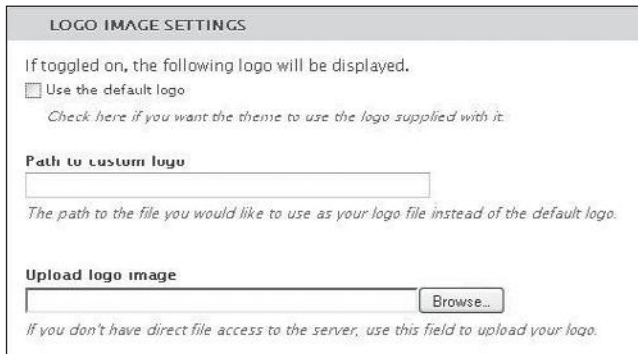 LOGO IMAGE SETTINGS
If toggled on, the following logo will be displayed.
Use the default logo
Check here if you want the theme to use the logo supplied with it.
Path to custom logo
The path to the file you would like to use as your logo file instead of the default logo.
Upload logo image
Browse...
If you don't have direct file access to the server, use this field to upload your logo.